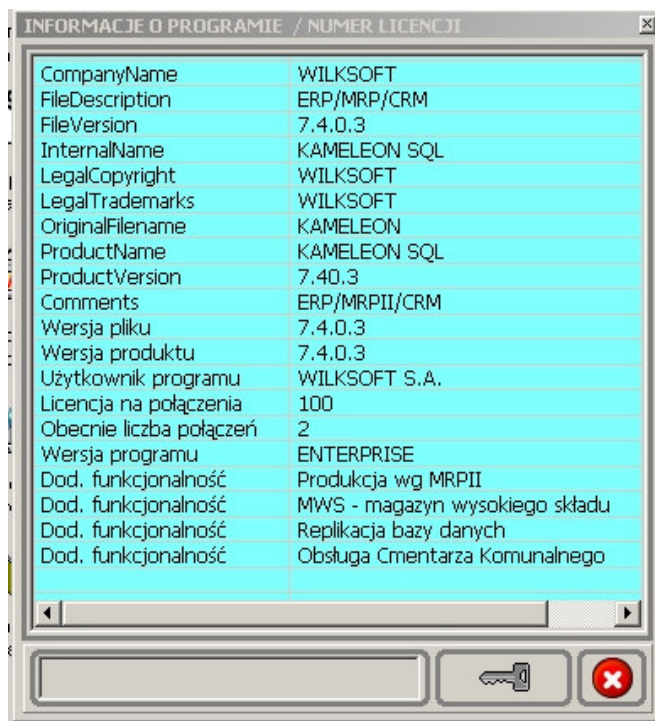 INFORMACJE O PROGRAMIE / NUMER LICENCJI
CompanyName WILKSOFT
FileDescription ERP/MRP/CRM
FileVersion 7.4.0.3
InternalName KAMELEON SQL
LegalCopyright WILKSOFT
LegalTrademarks WILKSOFT
OriginalFilename KAMELEON
ProductName KAMELEON SQL
ProductVersion 7.40.3
Comments ERP/MRPII/CRM
Wersja pliku 7.4.0.3
Wersja produktu 7.4.0.3
Użytkownik programu WILKSOFT S.A.
Licencja na połączenia 100
Obecnie liczba połączeń 2
Wersja programu ENTERPRISE
Dod. funkcjonalność Produkcja wg MRPII
Dod. funkcjonalność MWS - magazyn wysokiego składu
Dod. funkcjonalność Replikacja bazy danych
Dod. funkcjonalność Obsługa Cmentarza Komunalnego